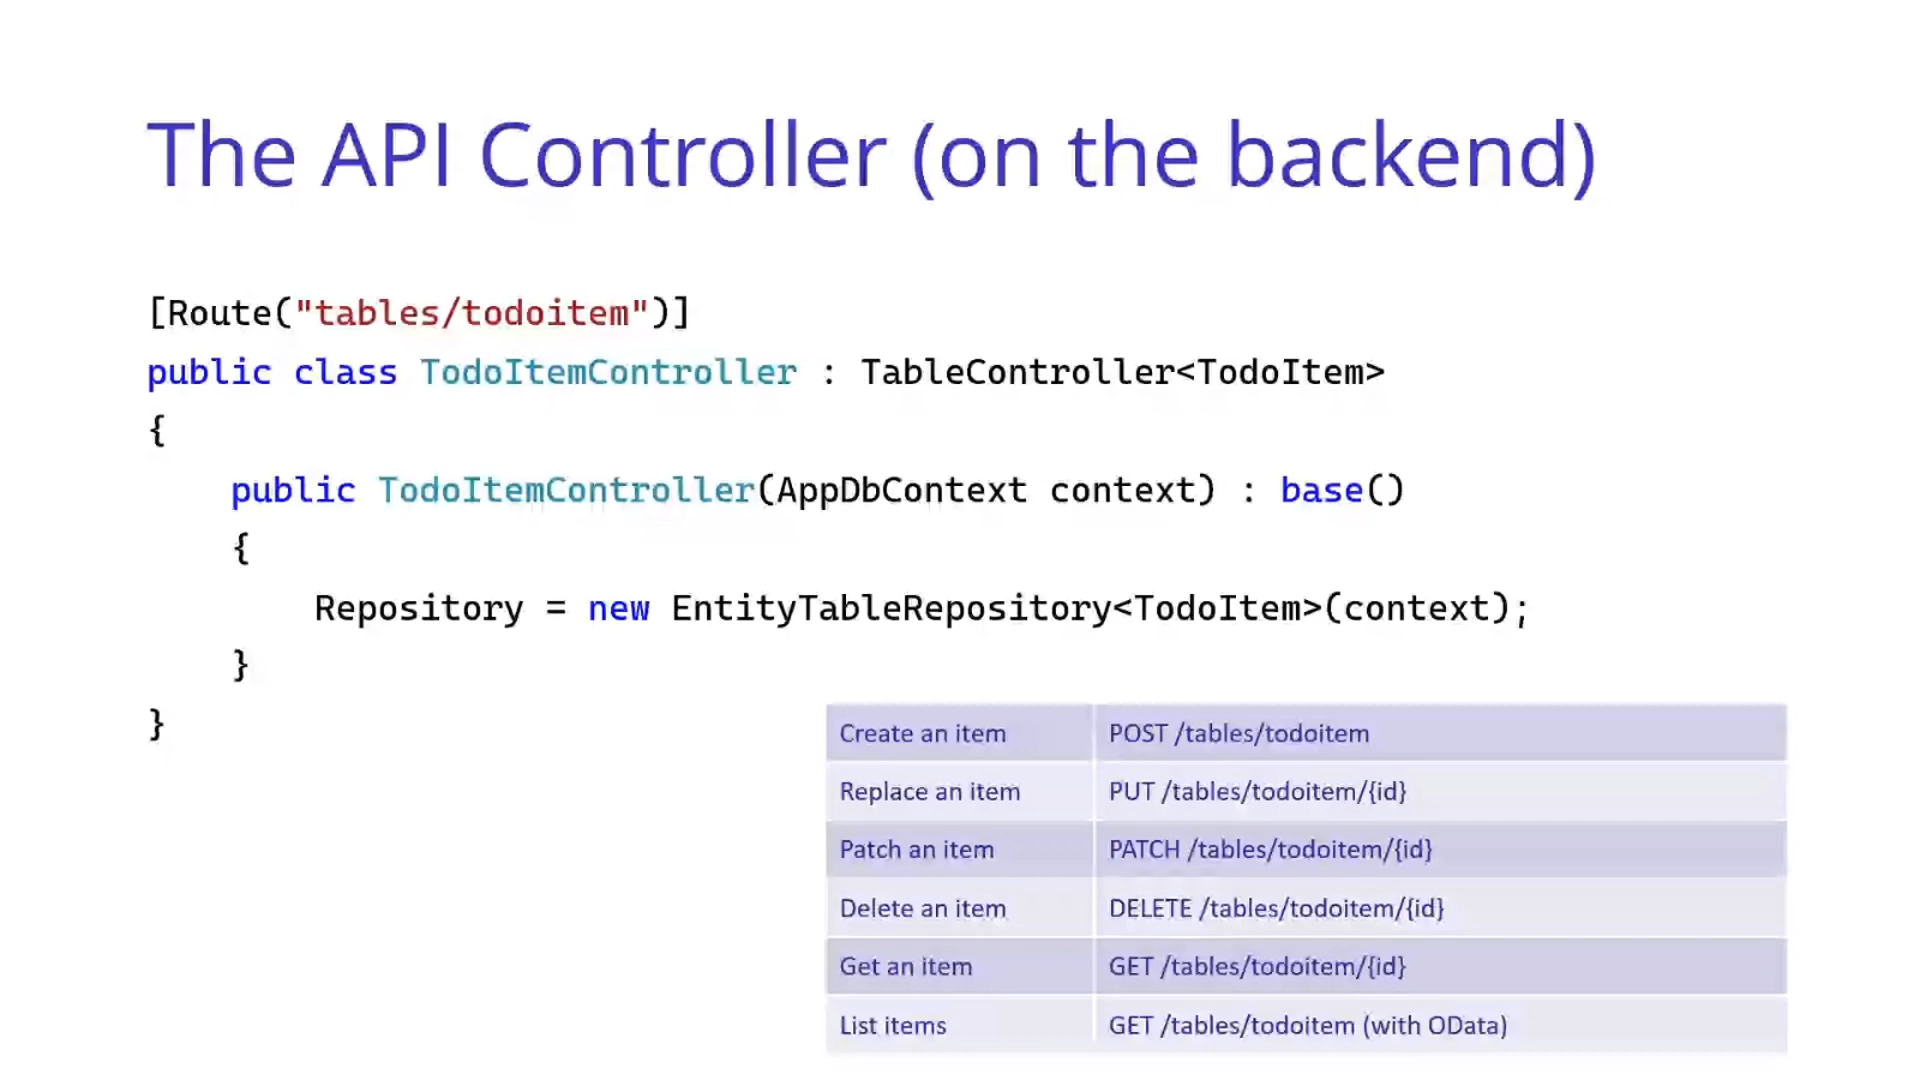 The API Controller (on the backend)
[Route("tables/todoitem")]
public class TodoItemController : TableController<TodoItem>
{
    public TodoItemController(AppDbContext context) : base()
    {
        Repository = new EntityTableRepository<TodoItem>(context);
    }
}
Create an item POST /tables/todoitem
Replace an item PUT /tables/todoitem/{id}
Patch an item PATCH /tables/todoitem/{id}
Delete an item DELETE /tables/todoitem/{id}
Get an item GET /tables/todoitem/{id}
List items GET /tables/todoitem (with OData)